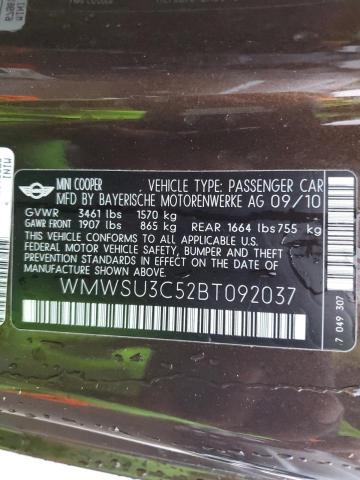 MINI COOPER VEHICLE TYPE: PASSENGER CAR
MFD BY BAYERISCHE MOTORENWERKE AG 09/10
GVWR 3461 lbs 1570 kg
GAWR FRONT 1907 lbs 865 kg REAR 1664 lbs 755 kg
THIS VEHICLE CONFORMS TO ALL APPLICABLE U.S.
FEDERAL MOTOR VEHICLE SAFETY, BUMPER AND THEFT
PREVENTION STANDARDS IN EFFECT ON THE DATE
OF MANUFACTURE SHOWN ABOVE.
WMWSU3C52BT092037
7 049 307
MINI